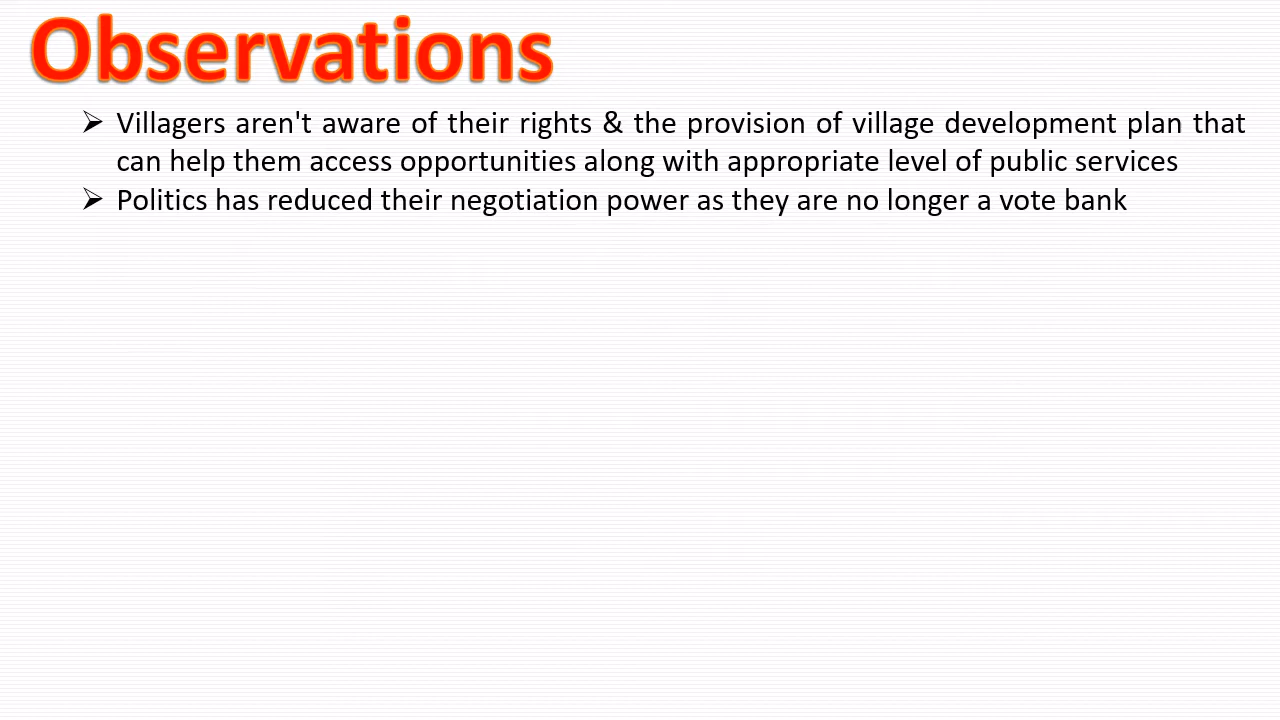 Observations
➢ Villagers aren't aware of their rights & the provision of village development plan that
can help them access opportunities along with appropriate level of public services
➢ Politics has reduced their negotiation power as they are no longer a vote bank